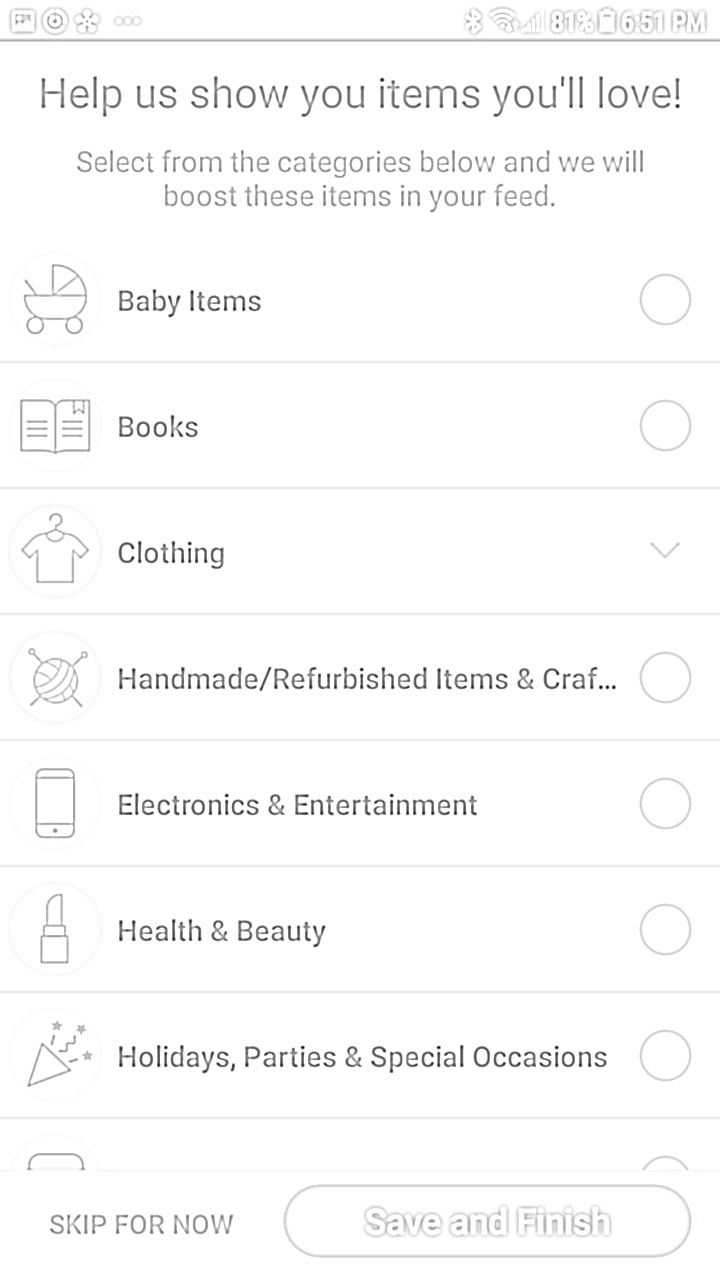 81% 6:51 PM
Help us show you items you'll love!
Select from the categories below and we will
boost these items in your feed.
Baby Items
Books
Clothing
Handmade/Refurbished Items & Craf...
Electronics & Entertainment
Health & Beauty
Holidays, Parties & Special Occasions
SKIP FOR NOW
Save and Finish